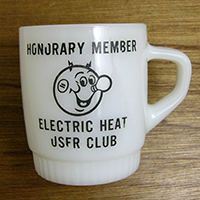 HONORARY MEMBER
ELECTRIC HEAT
USER CLUB